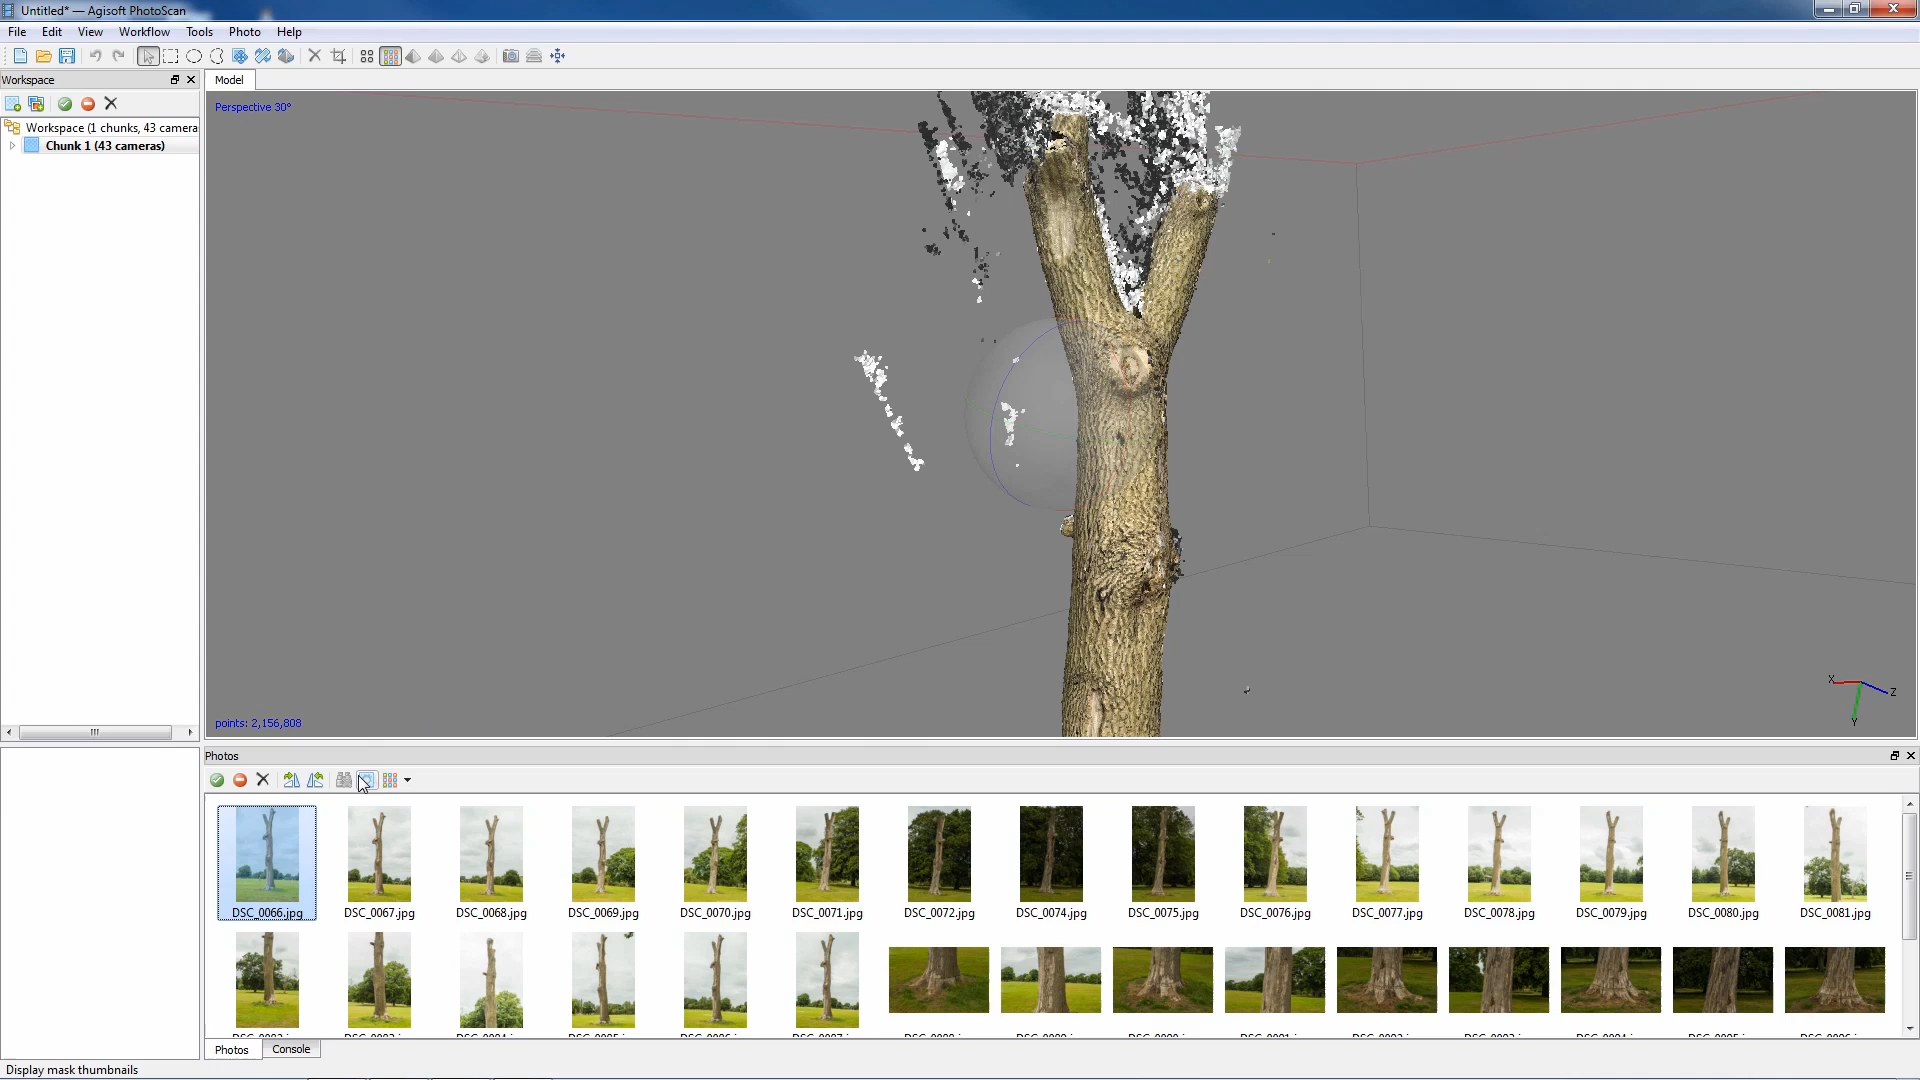 Untitled* — Agisoft PhotoScan
File Edit View Workflow Tools Photo Help
Workspace
Model
Workspace (1 chunks, 43 camera
Chunk 1 (43 cameras)
Perspective 30°
X
Z
Y
points: 2,156,808
Photos
DSC_0066.jpg DSC_0067.jpg DSC_0068.jpg DSC_0069.jpg DSC_0070.jpg DSC_0071.jpg DSC_0072.jpg DSC_0074.jpg DSC_0075.jpg DSC_0076.jpg DSC_0077.jpg DSC_0078.jpg DSC_0079.jpg DSC_0080.jpg DSC_0081.jpg
Photos Console
Display mask thumbnails